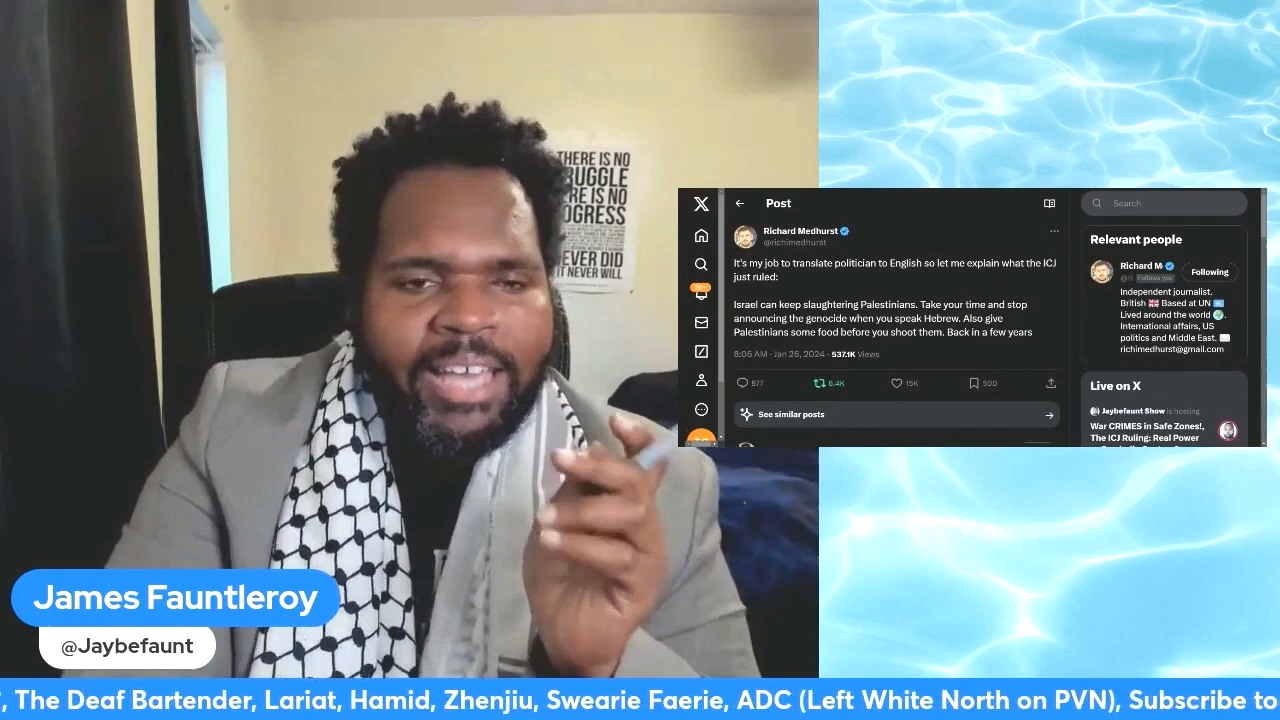 THERE IS NO
RUGGLE
ERE IS NO
OGRESS
EVER DID
IT NEVER WILL
Post
Search
Richard Medhurst
@richimedhurst
It's my job to translate politician to English so let me explain what the ICJ
just ruled:
Israel can keep slaughtering Palestinians. Take your time and stop
announcing the genocide when you speak Hebrew. Also give
Palestinians some food before you shoot them. Back in a few years
8:06 AM · Jan 26, 2024 · 537.1K Views
877 6.4K 15K 500
See similar posts
Relevant people
Richard M
Following
@ri Follows you
Independent journalist.
British 🇬🇧 Based at UN 🇺🇳
Lived around the world 🌍.
International affairs, US
politics and Middle East. ✉️
richimedhurst@gmail.com
Live on X
Jaybefaunt Show is hosting
War CRIMES in Safe Zones!,
The ICJ Ruling: Real Power
20+
James Fauntleroy
@Jaybefaunt
, The Deaf Bartender, Lariat, Hamid, Zhenjiu, Swearie Faerie, ADC (Left White North on PVN), Subscribe to